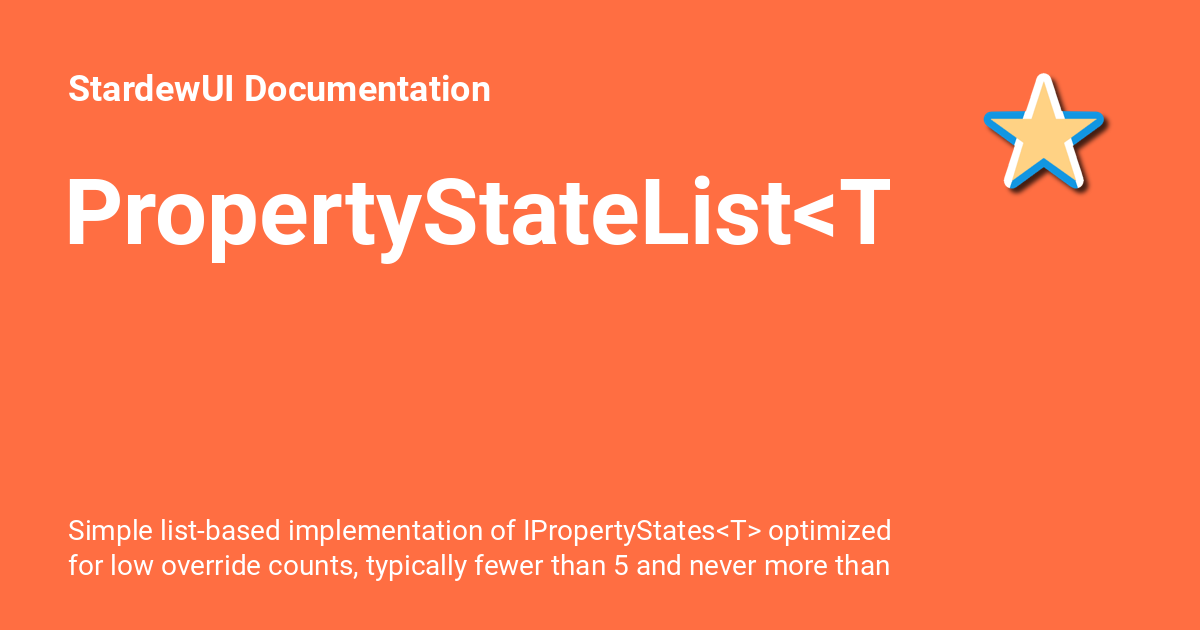 StardewUI Documentation
PropertyStateList<T
Simple list-based implementation of IPropertyStates<T> optimized
for low override counts, typically fewer than 5 and never more than